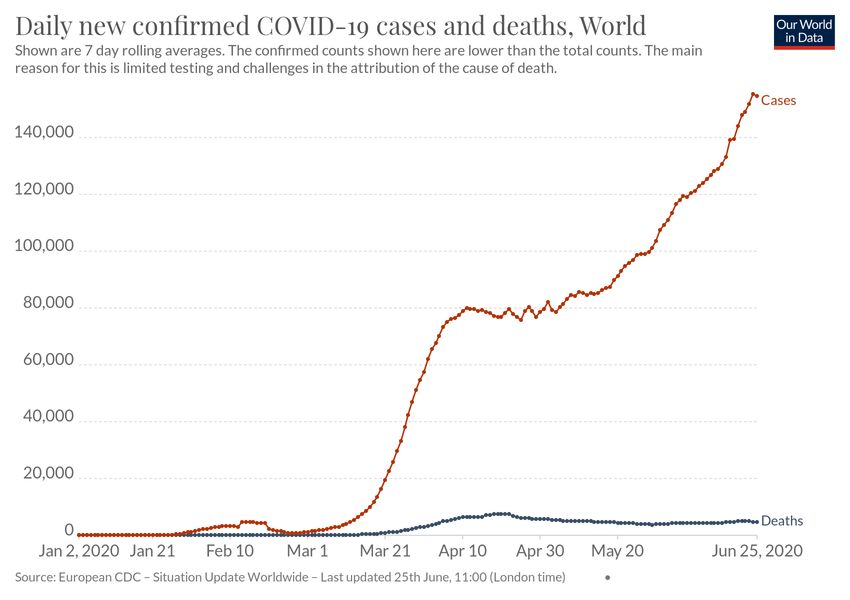 Daily new confirmed COVID-19 cases and deaths, World
Our World
in Data
Shown are 7 day rolling averages. The confirmed counts shown here are lower than the total counts. The main
reason for this is limited testing and challenges in the attribution of the cause of death.
Cases
140,000
120,000
100,000
80,000
60,000
40,000
20,000
Deaths
0
Jan 2, 2020 Jan 21 Feb 10 Mar 1 Mar 21 Apr 10 Apr 30 May 20 Jun 25, 2020
Source: European CDC – Situation Update Worldwide – Last updated 25th June, 11:00 (London time) •